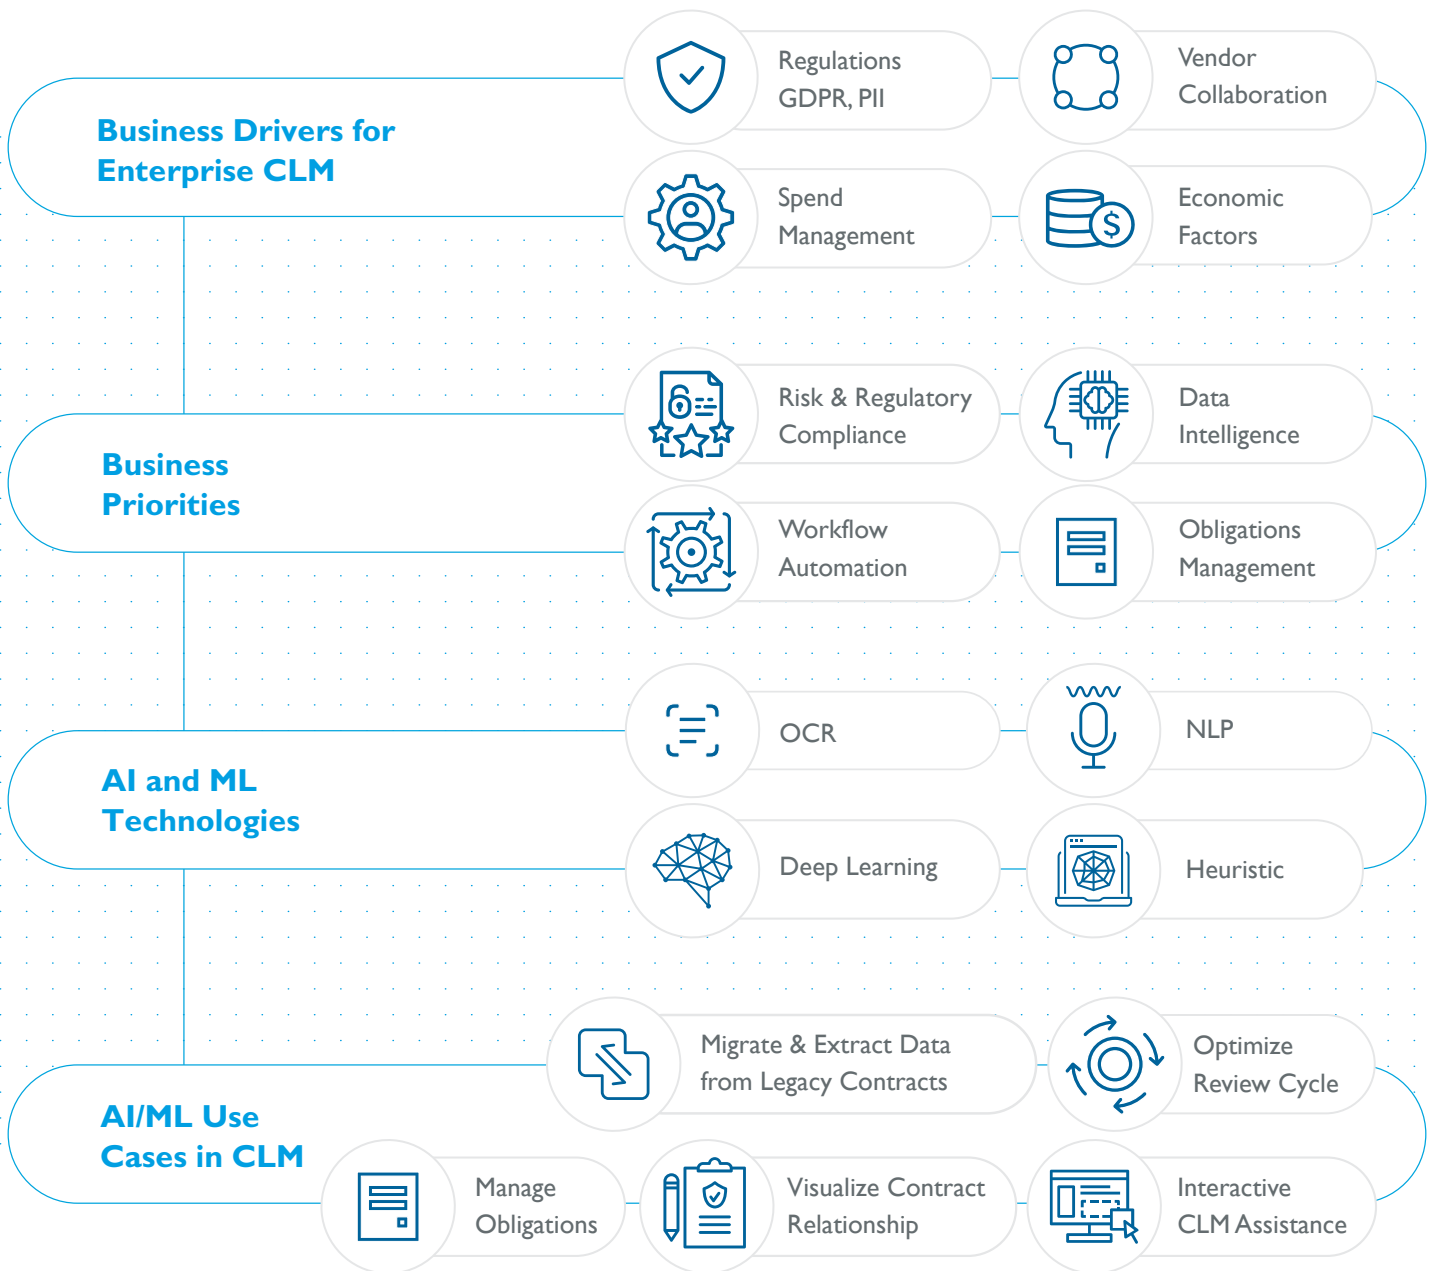 Business Drivers for
Enterprise CLM
Regulations
GDPR, PII
Vendor
Collaboration
Spend
Management
Economic
Factors
$
Business
Priorities
Risk & Regulatory
Compliance
Data
Intelligence
Workflow
Automation
Obligations
Management
AI and ML
Technologies
OCR
NLP
Deep Learning
Heuristic
AI/ML Use
Cases in CLM
Migrate & Extract Data
from Legacy Contracts
Optimize
Review Cycle
Manage
Obligations
Visualize Contract
Relationship
Interactive
CLM Assistance